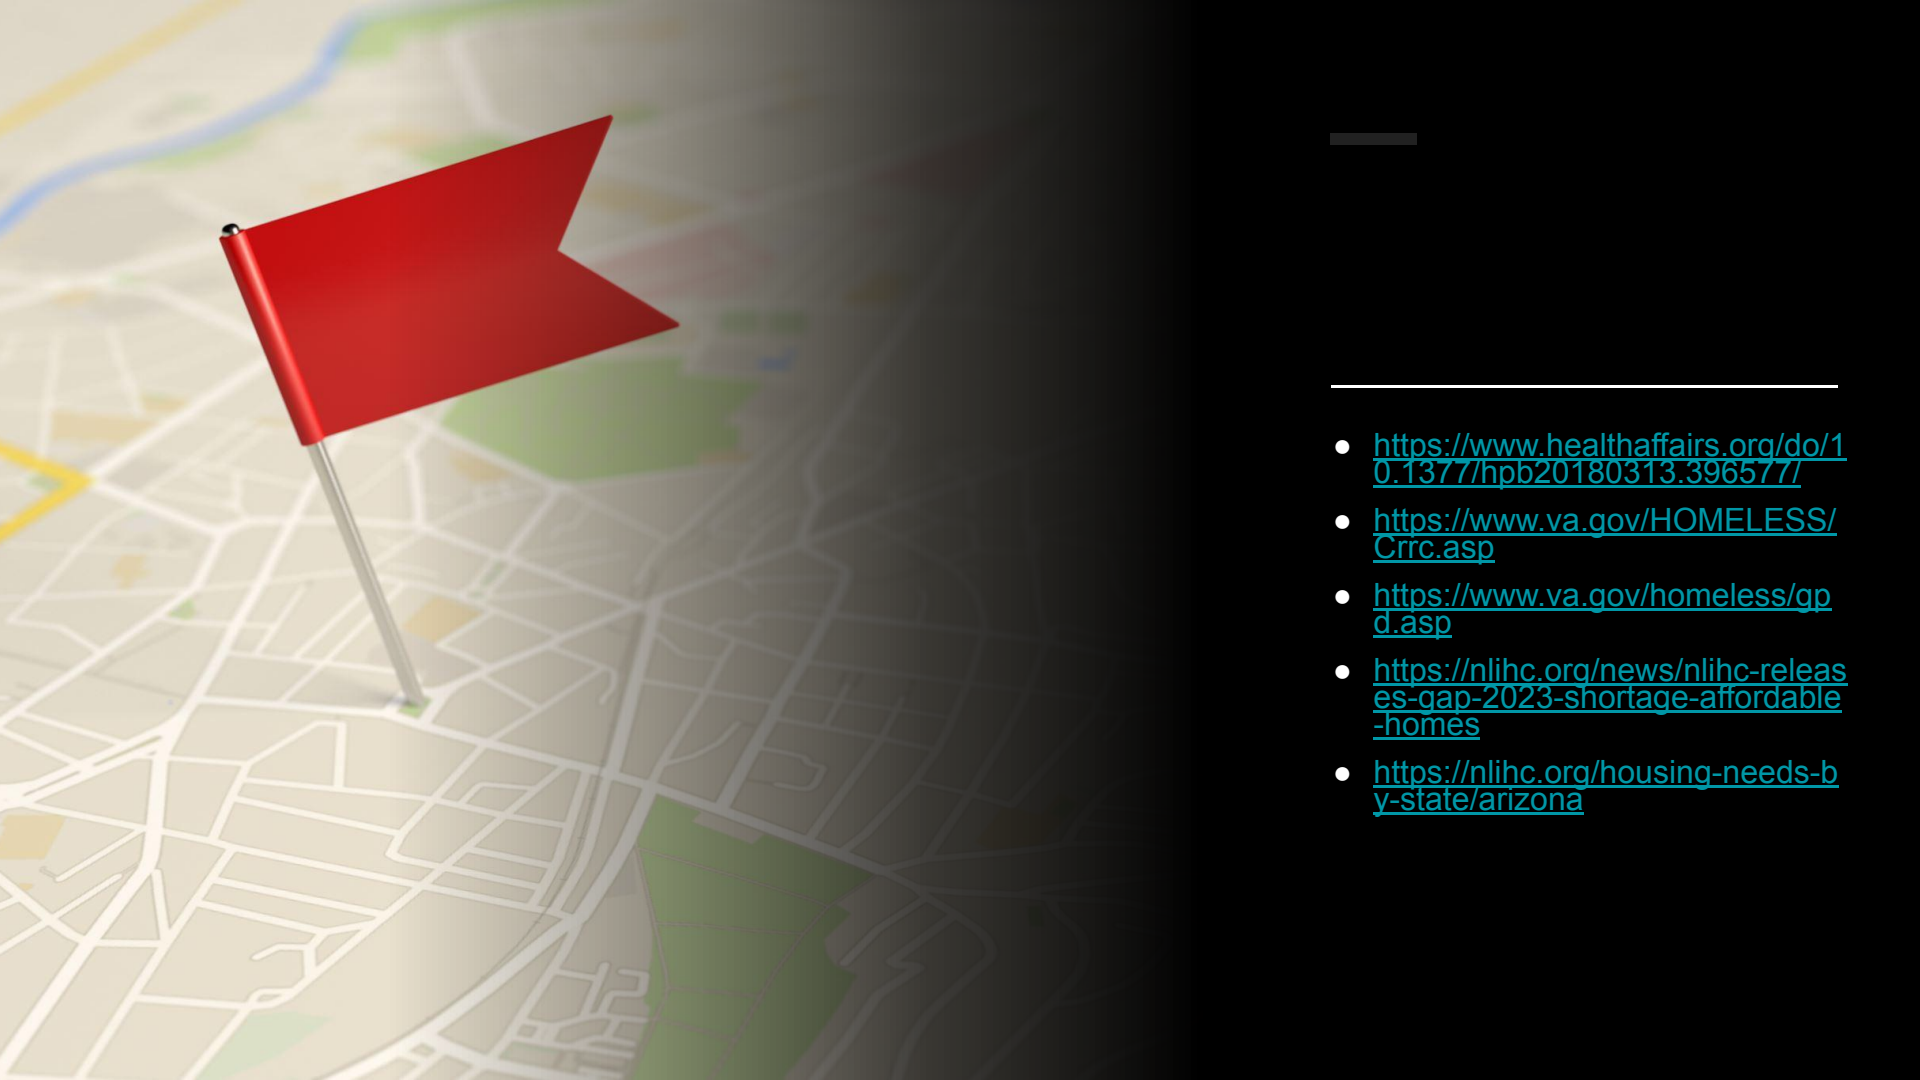 ● https://www.healthaffairs.org/do/1
0.1377/hpb20180313.396577/
● https://www.va.gov/HOMELESS/
Crrc.asp
● https://www.va.gov/homeless/gp
d.asp
● https://nlihc.org/news/nlihc-releas
es-gap-2023-shortage-affordable
-homes
● https://nlihc.org/housing-needs-b
y-state/arizona